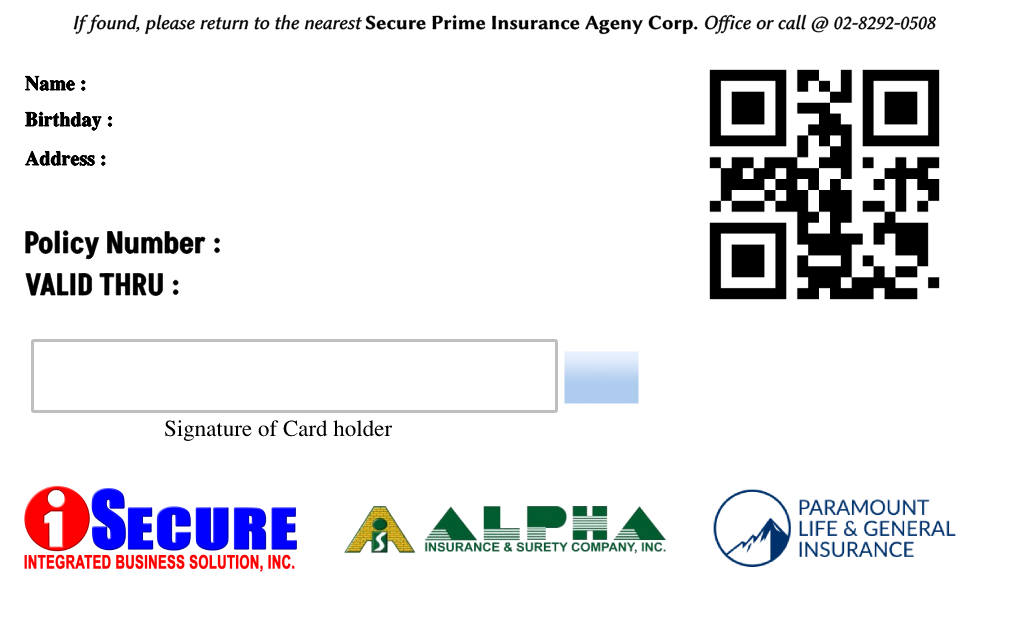 If found, please return to the nearest Secure Prime Insurance Ageny Corp. Office or call @ 02-8292-0508
Name :
Birthday :
Address :
Policy Number :
VALID THRU :
Signature of Card holder
iSECURE
INTEGRATED BUSINESS SOLUTION, INC.
AiS
ALPHA
INSURANCE & SURETY COMPANY, INC.
PARAMOUNT
LIFE & GENERAL
INSURANCE